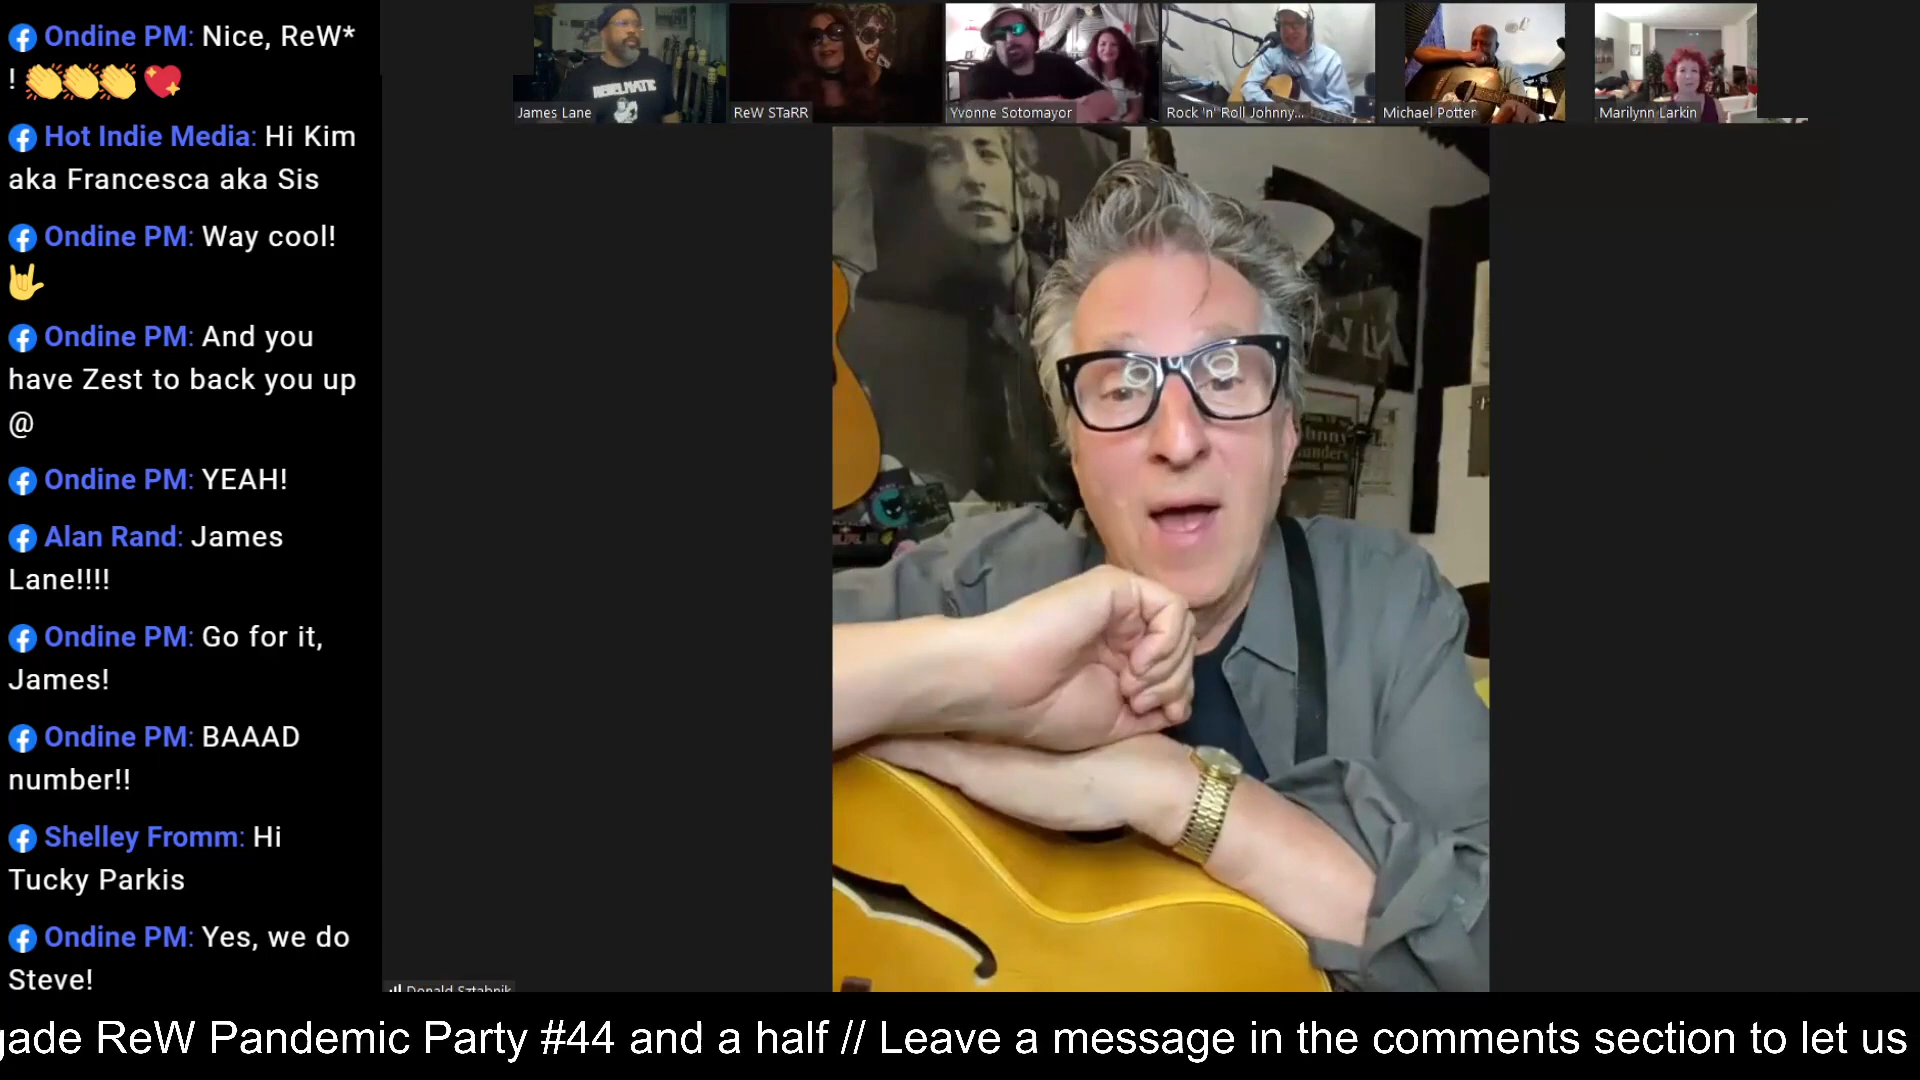 Ondine PM: Nice, ReW*
! 👏👏👏 💖
Hot Indie Media: Hi Kim
aka Francesca aka Sis
Ondine PM: Way cool!
🤟
Ondine PM: And you
have Zest to back you up
@
Ondine PM: YEAH!
Alan Rand: James
Lane!!!!
Ondine PM: Go for it,
James!
Ondine PM: BAAAD
number!!
Shelley Fromm: Hi
Tucky Parkis
Ondine PM: Yes, we do
Steve!
REBELMATIC
James Lane
ReW STaRR
Yvonne Sotomayor
Rock 'n' Roll Johnny...
Michael Potter
Marilynn Larkin
Donald Sztabnik
gade ReW Pandemic Party #44 and a half // Leave a message in the comments section to let us